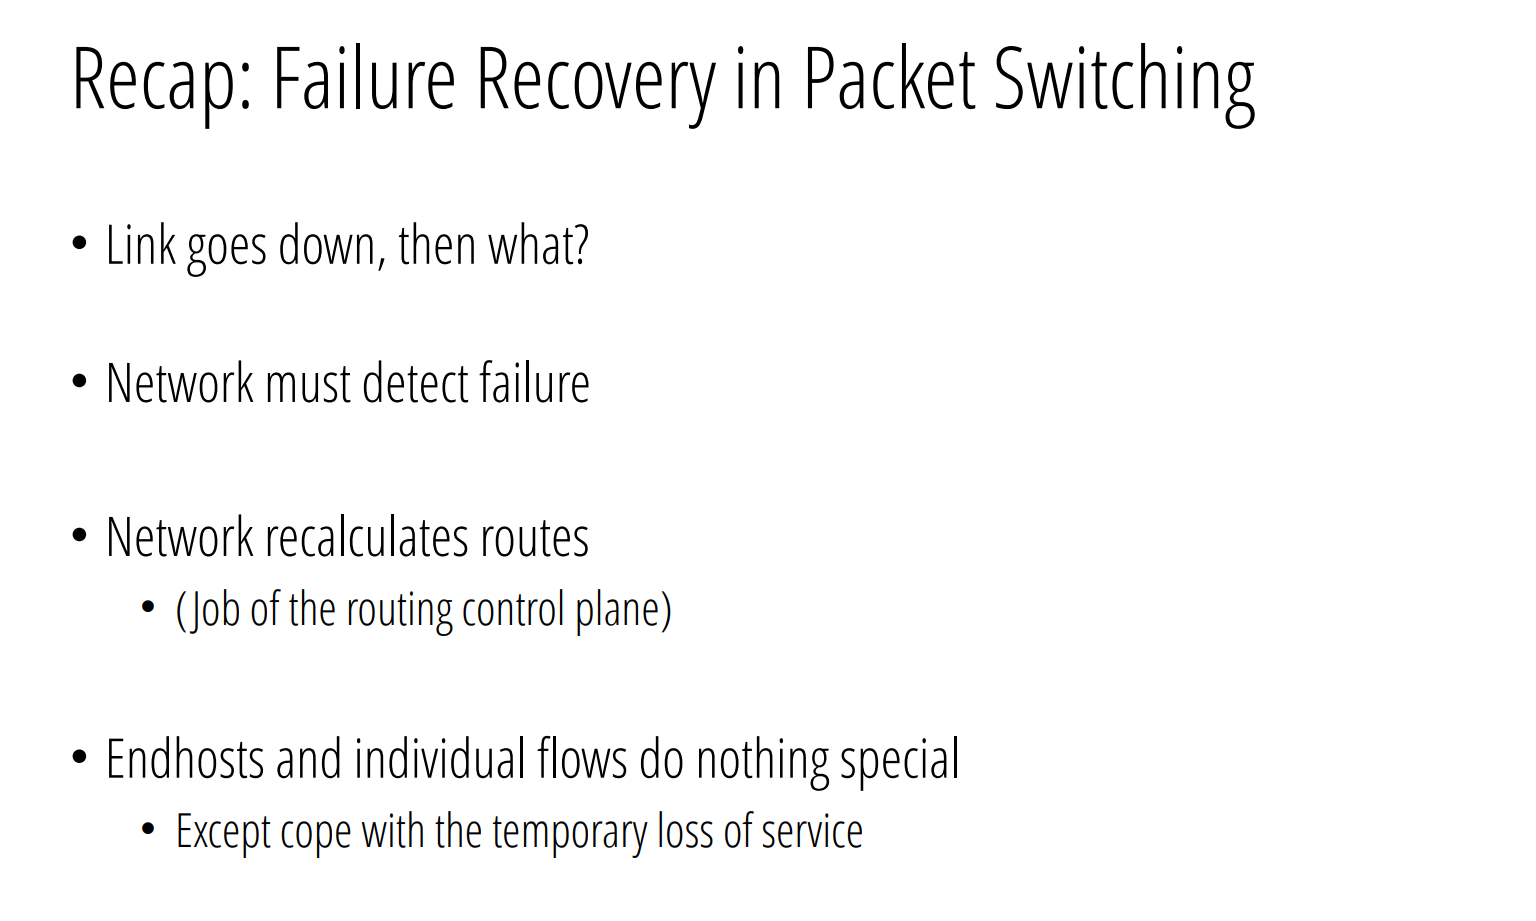 Recap: Failure Recovery in Packet Switching
• Link goes down, then what?
• Network must detect failure
• Network recalculates routes
• (Job of the routing control plane)
• Endhosts and individual flows do nothing special
• Except cope with the temporary loss of service